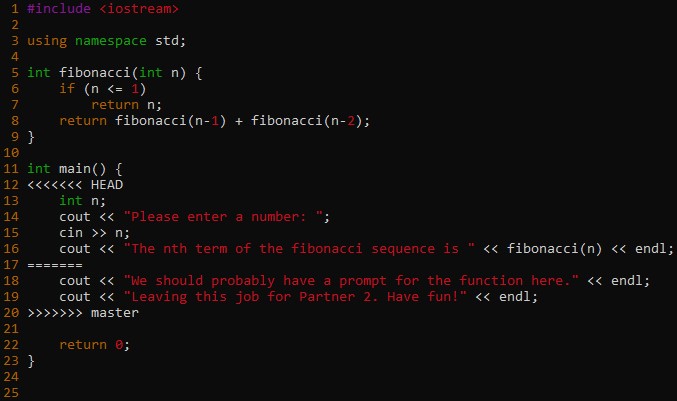 1 #include <iostream>
2
3 using namespace std;
4
5 int fibonacci(int n) {
6     if (n <= 1)
7         return n;
8     return fibonacci(n-1) + fibonacci(n-2);
9 }
10
11 int main() {
12 <<<<<<< HEAD
13     int n;
14     cout << "Please enter a number: ";
15     cin >> n;
16     cout << "The nth term of the fibonacci sequence is " << fibonacci(n) << endl;
17 =======
18     cout << "We should probably have a prompt for the function here." << endl;
19     cout << "Leaving this job for Partner 2. Have fun!" << endl;
20 >>>>>>> master
21
22     return 0;
23 }
24
25